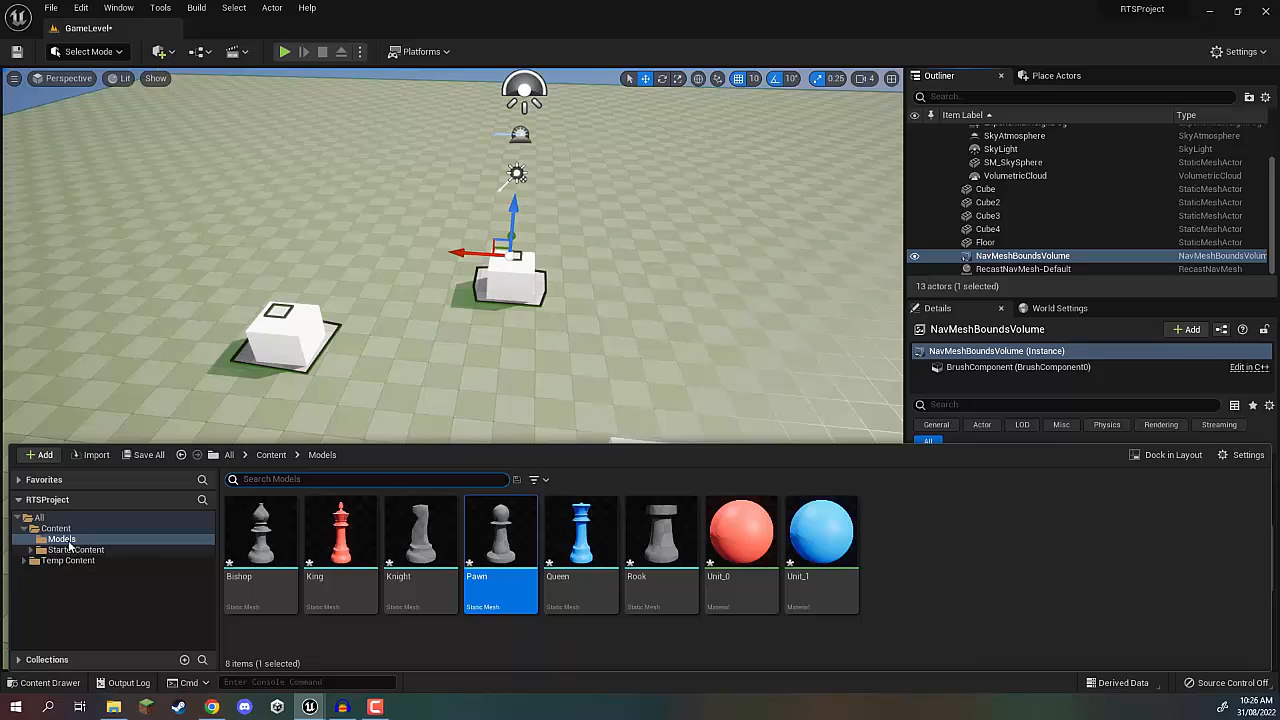 File Edit Window Tools Build Select Actor Help
RTSProject
GameLevel*
Select Mode
Platforms
Settings
Perspective Lit Show
10 10° 0.25 4
Outliner
Place Actors
Search...
Item Label Type
SkyAtmosphere SkyAtmosphere
SkyLight SkyLight
SM_SkySphere StaticMeshActor
VolumetricCloud VolumetricCloud
Cube StaticMeshActor
Cube2 StaticMeshActor
Cube3 StaticMeshActor
Cube4 StaticMeshActor
Floor StaticMeshActor
NavMeshBoundsVolume NavMeshBoundsVolum
RecastNavMesh-Default RecastNavMesh
13 actors (1 selected)
Details
World Settings
NavMeshBoundsVolume
Add
NavMeshBoundsVolume (Instance)
BrushComponent (BrushComponent0) Edit in C++
Search
General Actor LOD Misc Physics Rendering Streaming
All
Add Import Save All All Content Models
Dock in Layout Settings
Favorites
Search Models
RTSProject
All
Content
Models
StarterContent
Temp Content
Bishop King Knight Pawn Queen Rook Unit_0 Unit_1
Static Mesh Static Mesh Static Mesh Static Mesh Static Mesh Static Mesh Material Material
Collections
8 items (1 selected)
Content Drawer Output Log Cmd Enter Console Command
Derived Data Source Control Off
10:26 AM
31/08/2022